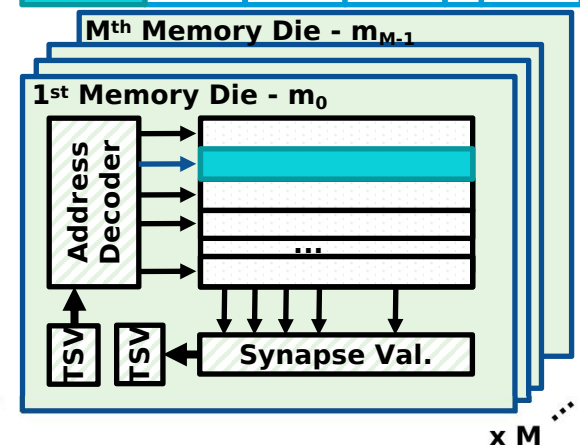 Mth Memory Die - mM-1
1st Memory Die - m0
Address
Decoder
...
TSV
TSV
Synapse Val.
x M
...